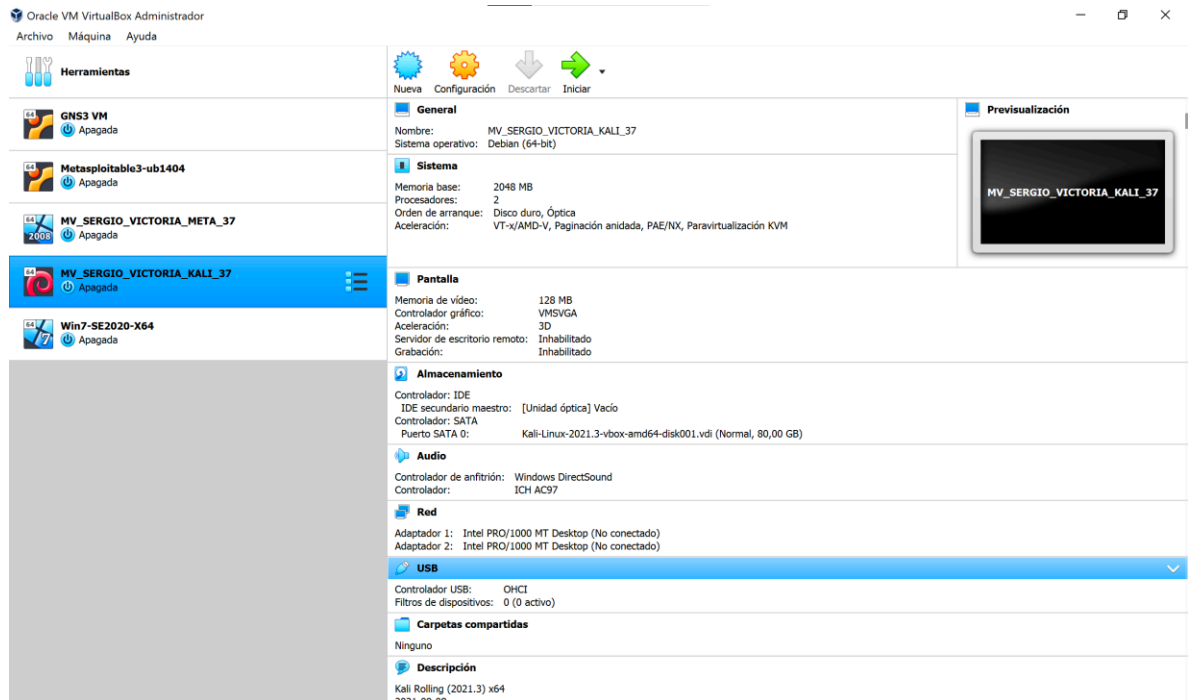 Oracle VM VirtualBox Administrador
Archivo Máquina Ayuda
Herramientas
GNS3 VM
Apagada
Metasploitable3-ub1404
Apagada
MV_SERGIO_VICTORIA_META_37
Apagada
MV_SERGIO_VICTORIA_KALI_37
Apagada
Win7-SE2020-X64
Apagada
64
64
64
2008
64
64
7
Nueva Configuración Descartar Iniciar
General
Nombre: MV_SERGIO_VICTORIA_KALI_37
Sistema operativo: Debian (64-bit)
Sistema
Memoria base: 2048 MB
Procesadores: 2
Orden de arranque: Disco duro, Óptica
Aceleración: VT-x/AMD-V, Paginación anidada, PAE/NX, Paravirtualización KVM
Previsualización
MV_SERGIO_VICTORIA_KALI_37
Pantalla
Memoria de vídeo: 128 MB
Controlador gráfico: VMSVGA
Aceleración: 3D
Servidor de escritorio remoto: Inhabilitado
Grabación: Inhabilitado
Almacenamiento
Controlador: IDE
IDE secundario maestro: [Unidad óptica] Vacío
Controlador: SATA
Puerto SATA 0: Kali-Linux-2021.3-vbox-amd64-disk001.vdi (Normal, 80,00 GB)
Audio
Controlador de anfitrión: Windows DirectSound
Controlador: ICH AC97
Red
Adaptador 1: Intel PRO/1000 MT Desktop (No conectado)
Adaptador 2: Intel PRO/1000 MT Desktop (No conectado)
USB
Controlador USB: OHCI
Filtros de dispositivos: 0 (0 activo)
Carpetas compartidas
Ninguno
Descripción
Kali Rolling (2021.3) x64